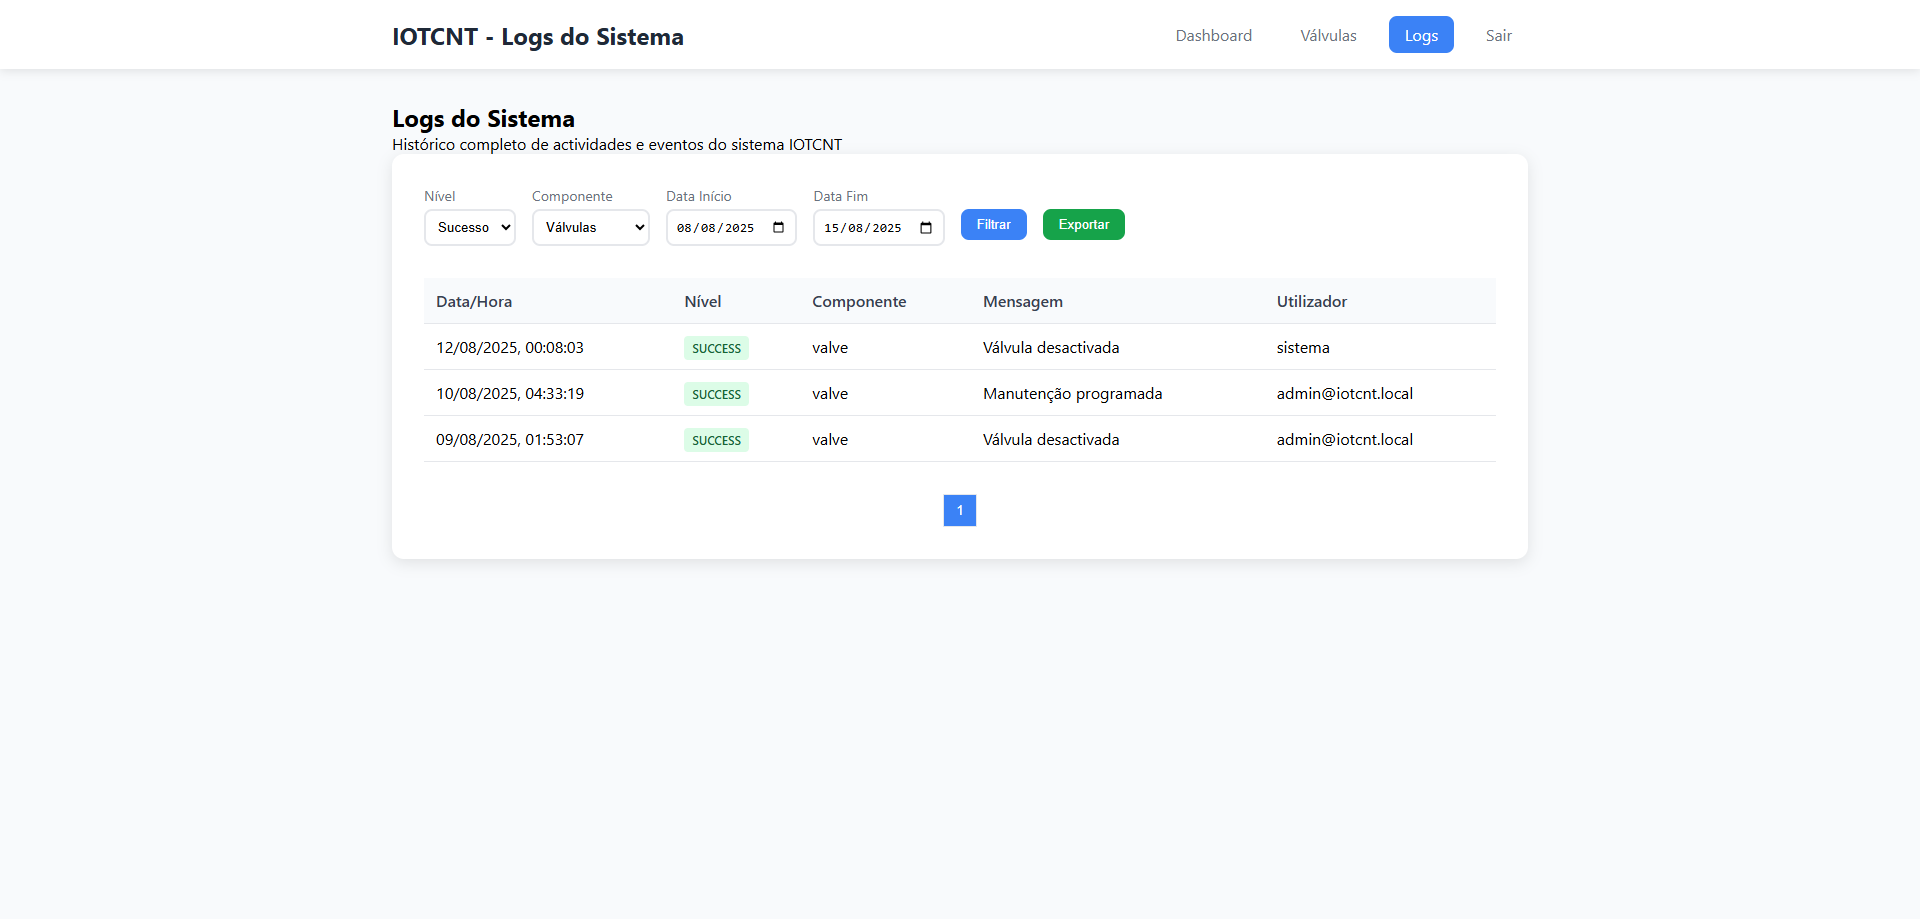 IOTCNT - Logs do Sistema
Dashboard Válvulas Logs Sair
Logs do Sistema
Histórico completo de actividades e eventos do sistema IOTCNT
Nível Componente Data Início Data Fim
Sucesso Válvulas 08/08/2025 15/08/2025 Filtrar Exportar
Data/Hora Nível Componente Mensagem Utilizador
12/08/2025, 00:08:03 SUCCESS valve Válvula desactivada sistema
10/08/2025, 04:33:19 SUCCESS valve Manutenção programada admin@iotcnt.local
09/08/2025, 01:53:07 SUCCESS valve Válvula desactivada admin@iotcnt.local
1